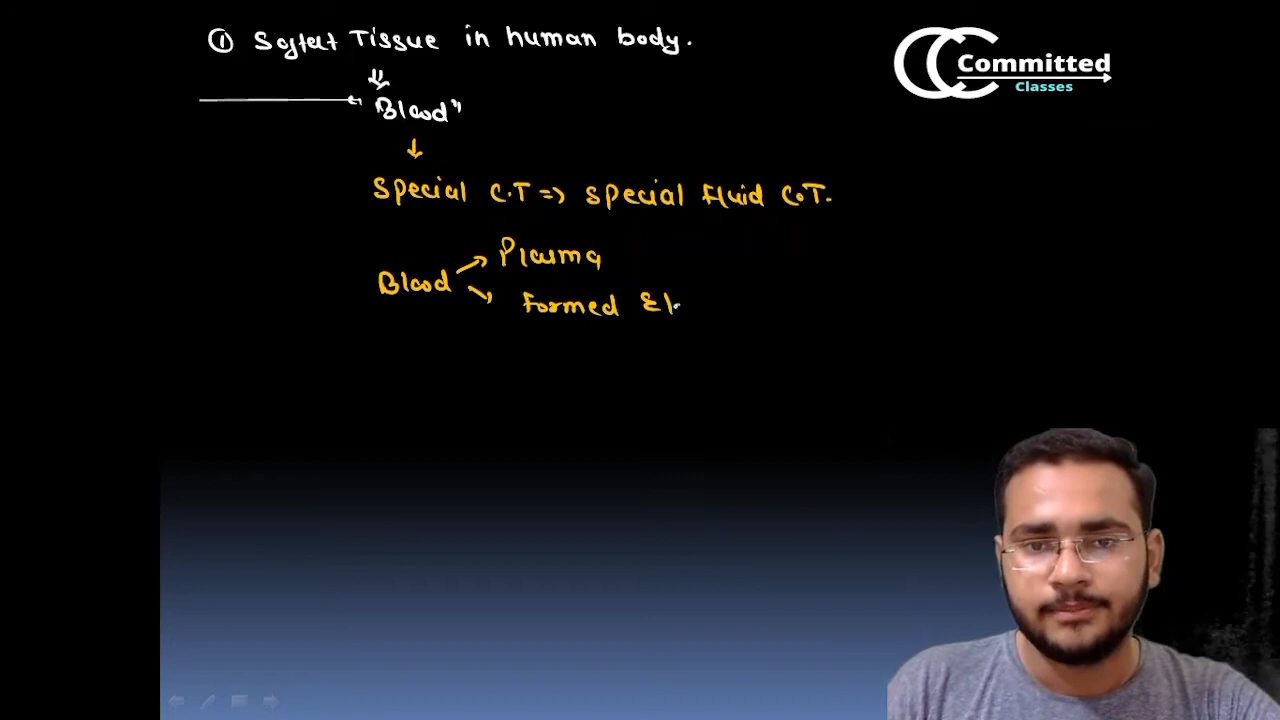 ① Softest Tissue in human body.
Committed
Classes
"Blood"
Special C.T => Special Fluid C.T.
Blood
Plasma
Formed El